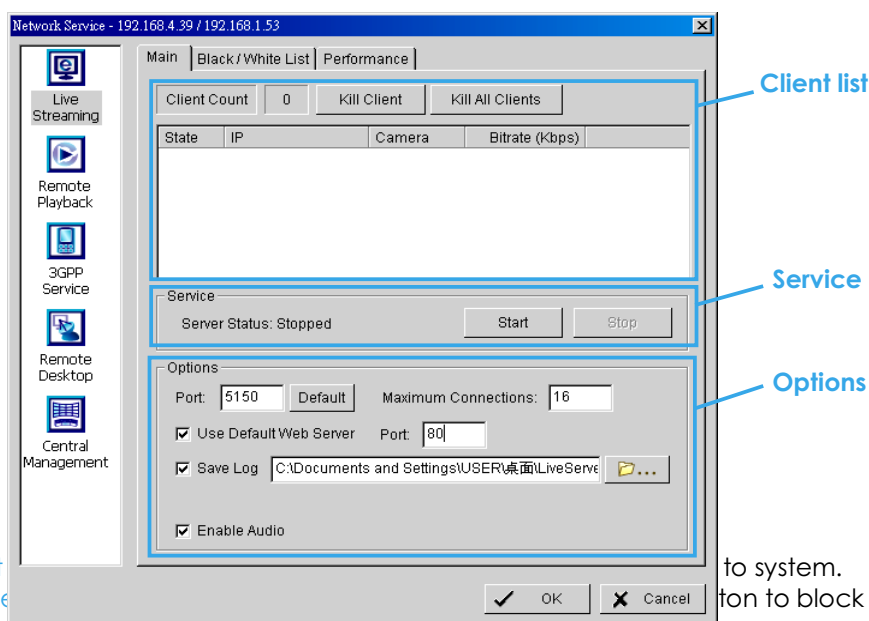 Network Service - 192.168.4.39 / 192.168.1.53
Live
Streaming
Remote
Playback
3GPP
Service
Remote
Desktop
Central
Management
Main
Black / White List
Performance
Client Count 0 Kill Client Kill All Clients
State IP Camera Bitrate (Kbps)
Service
Server Status: Stopped Start Stop
Options
Port: 5150 Default Maximum Connections: 16
Use Default Web Server Port: 80
Save Log C:\Documents and Settings\USER\桌面\LiveServe ...
Enable Audio
OK Cancel
Client list
Service
Options
to system.
ton to block